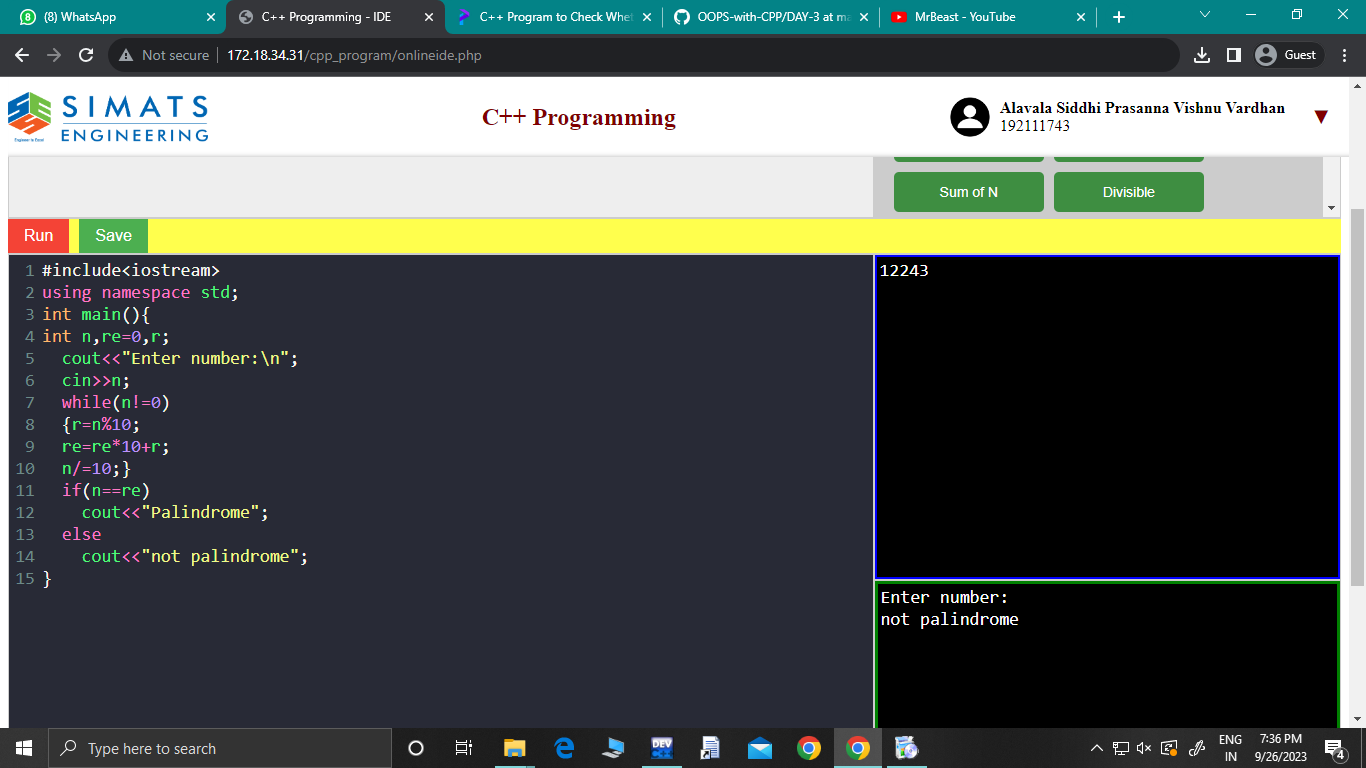 (8) WhatsApp
C++ Programming - IDE
C++ Program to Check Whet
OOPS-with-CPP/DAY-3 at ma
MrBeast - YouTube
Not secure
172.18.34.31/cpp_program/onlineide.php
Guest
SIMATS
ENGINEERING
C++ Programming
Alavala Siddhi Prasanna Vishnu Vardhan
192111743
Sum of N
Divisible
Run
Save
1 #include<iostream>
2 using namespace std;
3 int main(){
4 int n,re=0,r;
5 cout<<"Enter number:\n";
6 cin>>n;
7 while(n!=0)
8 {r=n%10;
9 re=re*10+r;
10 n/=10;}
11 if(n==re)
12 cout<<"Palindrome";
13 else
14 cout<<"not palindrome";
15 }
12243
Enter number:
not palindrome
Type here to search
DEV
ENG
IN
7:36 PM
9/26/2023
4